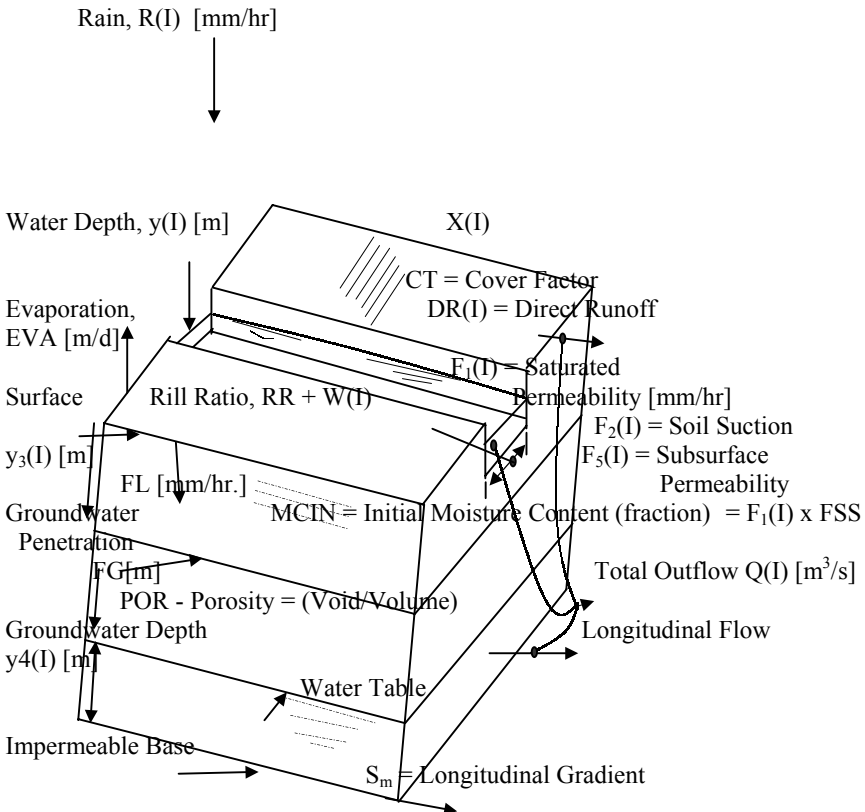 Rain, R(I) [mm/hr]
Water Depth, y(I) [m]
X(I)
CT = Cover Factor
DR(I) = Direct Runoff
Evaporation,
EVA [m/d]
F₁(I) = Saturated
Permeability [mm/hr]
Surface
Rill Ratio, RR + W(I)
F₂(I) = Soil Suction
y₃(I) [m]
F₅(I) = Subsurface
Permeability
FL [mm/hr.]
Groundwater
Penetration
MCIN = Initial Moisture Content (fraction) = F₁(I) x FSS
FG[m]
Total Outflow Q(I) [m³/s]
POR - Porosity = (Void/Volume)
Groundwater Depth
y4(I) [m]
Longitudinal Flow
Water Table
Impermeable Base
Sₘ = Longitudinal Gradient